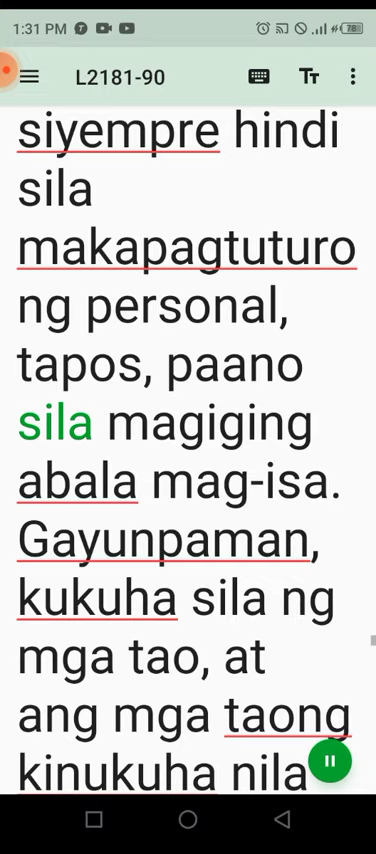 1:31 PM
78
L2181-90
Tт
siyempre hindi
sila
makapagtuturo
ng personal,
tapos, paano
sila magiging
abala mag-isa.
Gayunpaman,
kukuha sila ng
mga tao, at
ang mga taong
kinukuha nila